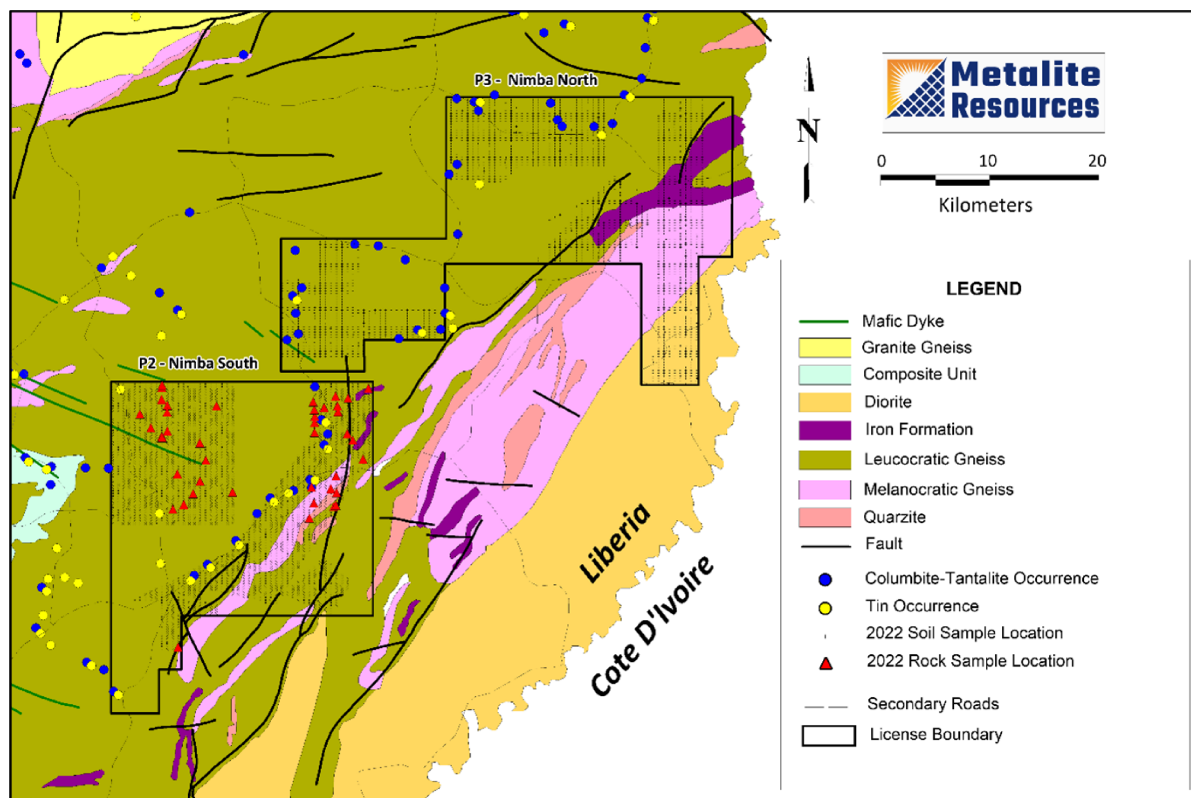 P3 - Nimba North
P2 - Nimba South
Liberia
Cote D'Ivoire
Metalite
Resources
N
0 10 20
Kilometers
LEGEND
Mafic Dyke
Granite Gneiss
Composite Unit
Diorite
Iron Formation
Leucocratic Gneiss
Melanocratic Gneiss
Quarzite
Fault
Columbite-Tantalite Occurrence
Tin Occurrence
2022 Soil Sample Location
2022 Rock Sample Location
Secondary Roads
License Boundary